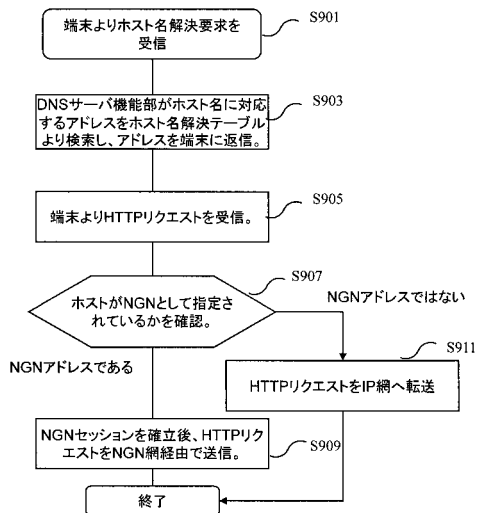 端末よりホスト名解決要求を
受信
S901
DNSサーバ機能部がホスト名に対応
するアドレスをホスト名解決テーブル
より検索し、アドレスを端末に返信。
S903
端末よりHTTPリクエストを受信。
S905
ホストがNGNとして指定さ
れているかを確認。
S907
NGNアドレスではない
NGNアドレスである
HTTPリクエストをIP網へ転送
S911
NGNセッションを確立後、HTTPリク
エストをNGN網経由で送信。
S909
終了